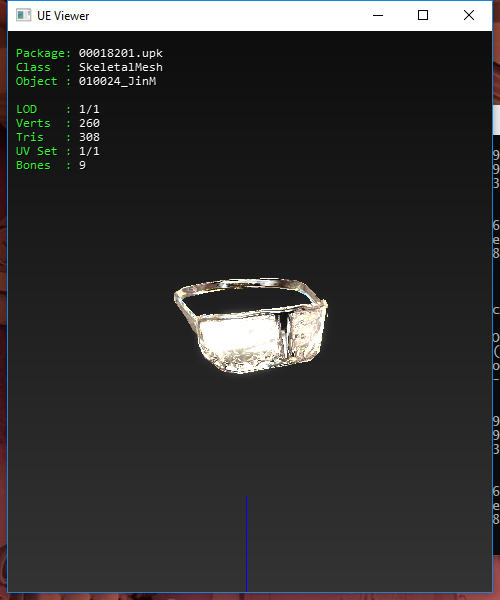 UE Viewer
Package: 00018201.upk
Class : SkeletalMesh
Object : 010024_JinM
LOD : 1/1
Verts : 260
Tris : 308
UV Set : 1/1
Bones : 9